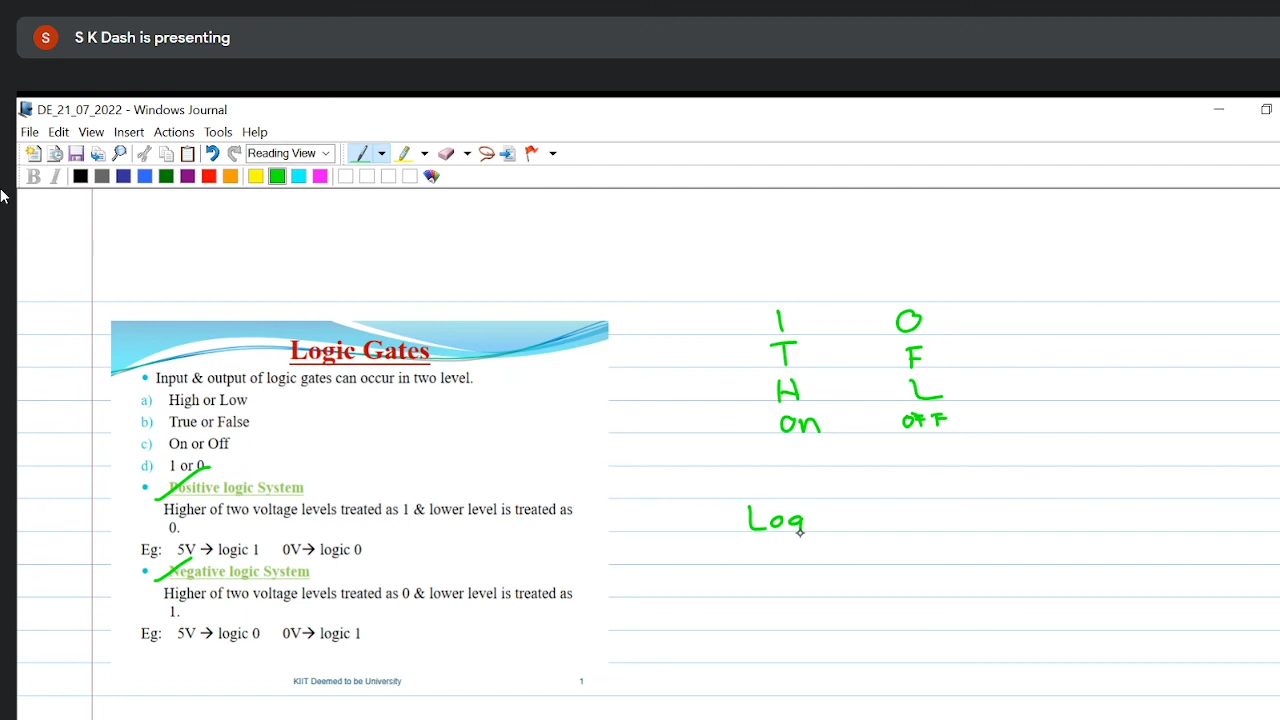 S
S K Dash is presenting
DE_21_07_2022 - Windows Journal
File Edit View Insert Actions Tools Help
Reading View
B I
Logic Gates
• Input & output of logic gates can occur in two level.
a) High or Low
b) True or False
c) On or Off
d) 1 or 0
• Positive logic System
Higher of two voltage levels treated as 1 & lower level is treated as
0.
Eg: 5V → logic 1 0V→ logic 0
• Negative logic System
Higher of two voltage levels treated as 0 & lower level is treated as
1.
Eg: 5V → logic 0 0V→ logic 1
KIIT Deemed to be University 1
1 0
T F
H L
On OFF
Log